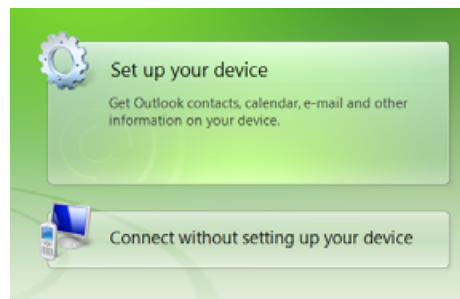 Set up your device
Get Outlook contacts, calendar, e-mail and other
information on your device.
Connect without setting up your device